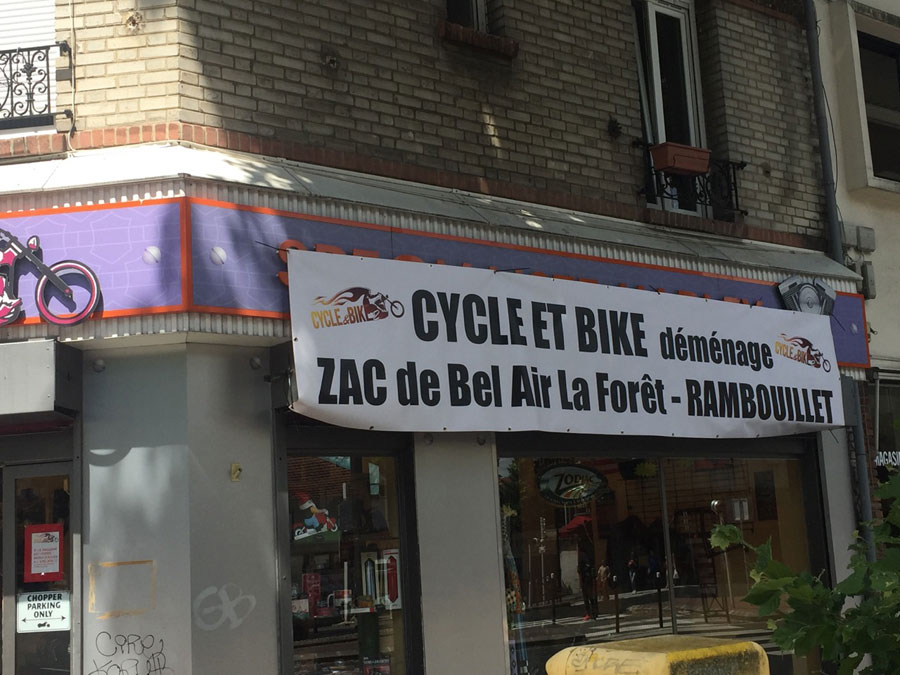 CYCLE & BIKE
CYCLE ET BIKE déménage
CYCLE & BIKE
ZAC de Bel Air La Forêt - RAMBOUILLET
CHOPPER
PARKING
ONLY